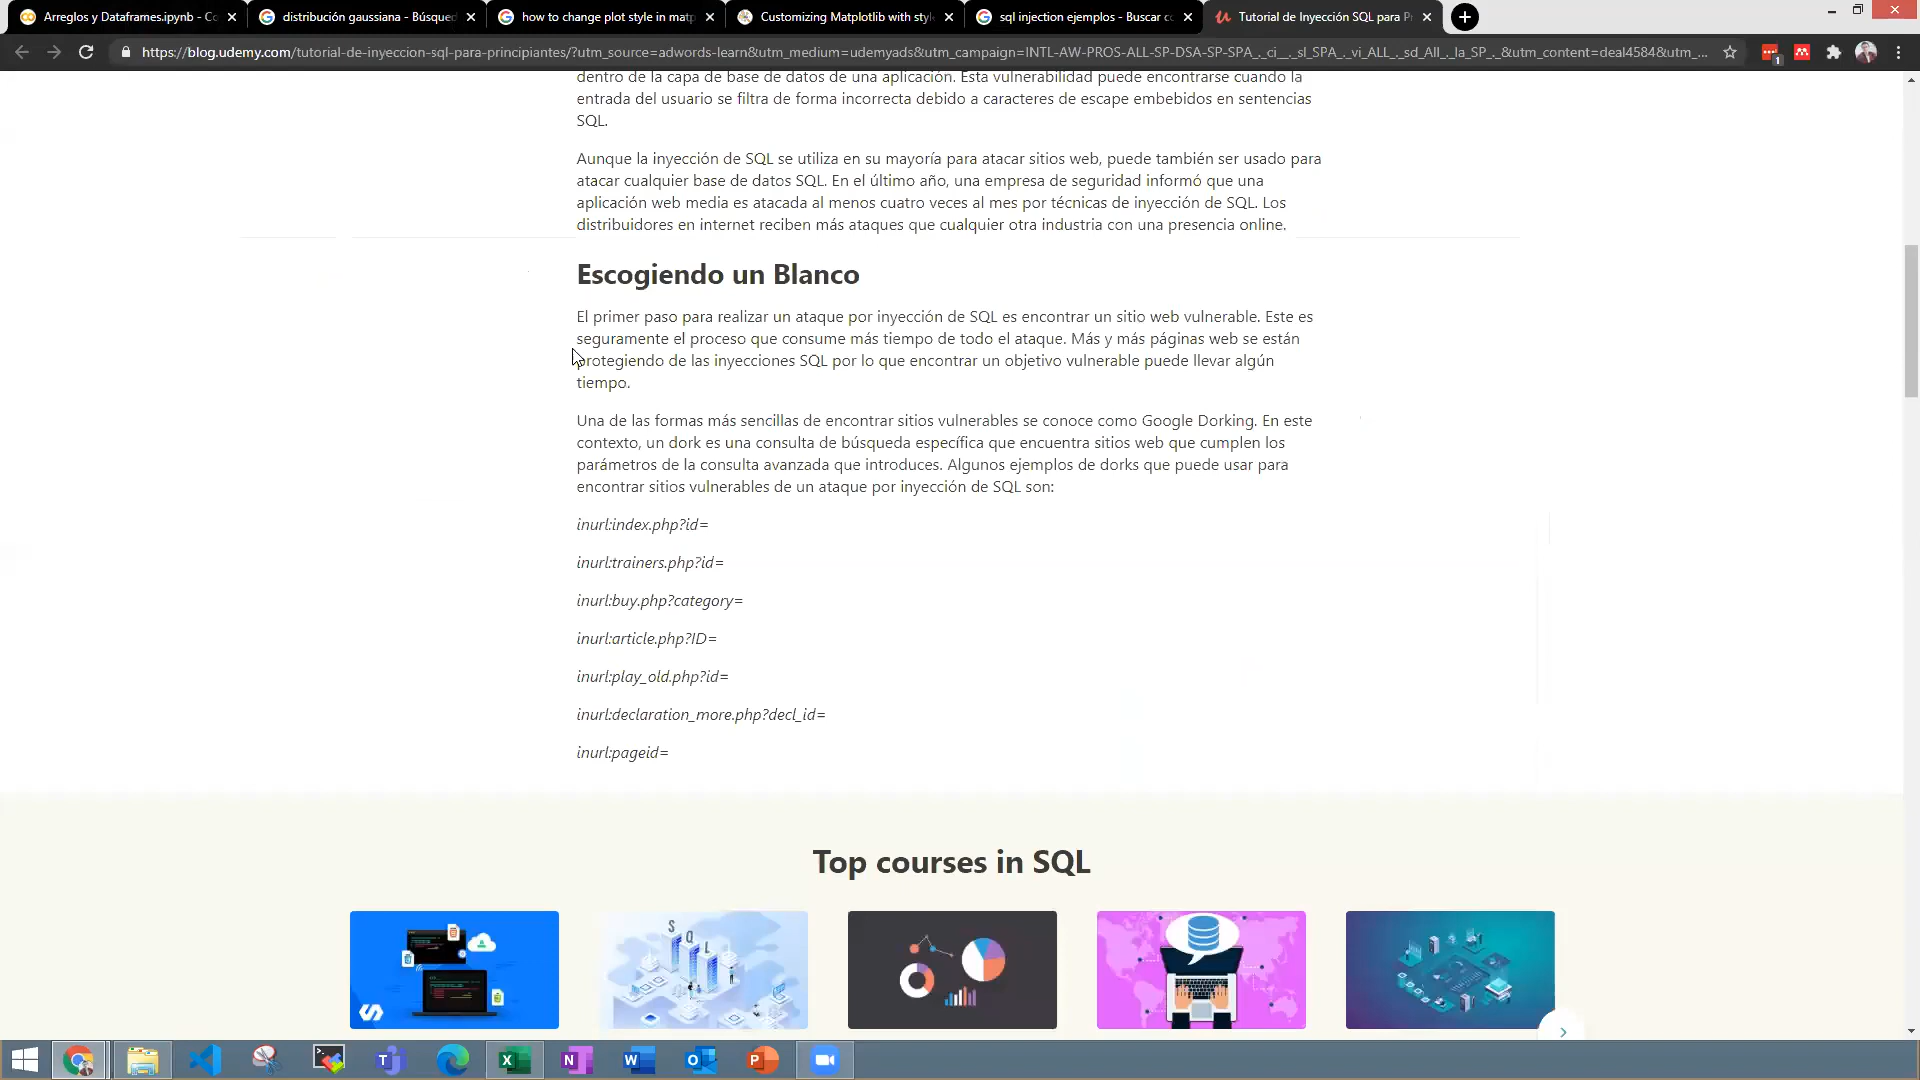 Arreglos y Dataframes.ipynb - Co
distribución gaussiana - Búsqued
how to change plot style in matp
Customizing Matplotlib with styl
sql injection ejemplos - Buscar co
Tutorial de Inyección SQL para Pr
https://blog.udemy.com/tutorial-de-inyeccion-sql-para-principiantes/?utm_source=adwords-learn&utm_medium=udemyads&utm_campaign=INTL-AW-PROS-ALL-SP-DSA-SP-SPA_._ci__._sl_SPA_._vi_ALL_._sd_All_._la_SP_._&utm_content=deal4584&utm_...
1
dentro de la capa de base de datos de una aplicación. Esta vulnerabilidad puede encontrarse cuando la
entrada del usuario se filtra de forma incorrecta debido a caracteres de escape embebidos en sentencias
SQL.
Aunque la inyección de SQL se utiliza en su mayoría para atacar sitios web, puede también ser usado para
atacar cualquier base de datos SQL. En el último año, una empresa de seguridad informó que una
aplicación web media es atacada al menos cuatro veces al mes por técnicas de inyección de SQL. Los
distribuidores en internet reciben más ataques que cualquier otra industria con una presencia online.
Escogiendo un Blanco
El primer paso para realizar un ataque por inyección de SQL es encontrar un sitio web vulnerable. Este es
seguramente el proceso que consume más tiempo de todo el ataque. Más y más páginas web se están
protegiendo de las inyecciones SQL por lo que encontrar un objetivo vulnerable puede llevar algún
tiempo.
Una de las formas más sencillas de encontrar sitios vulnerables se conoce como Google Dorking. En este
contexto, un dork es una consulta de búsqueda específica que encuentra sitios web que cumplen los
parámetros de la consulta avanzada que introduces. Algunos ejemplos de dorks que puede usar para
encontrar sitios vulnerables de un ataque por inyección de SQL son:
inurl:index.php?id=
inurl:trainers.php?id=
inurl:buy.php?category=
inurl:article.php?ID=
inurl:play_old.php?id=
inurl:declaration_more.php?decl_id=
inurl:pageid=
Top courses in SQL
S Q L